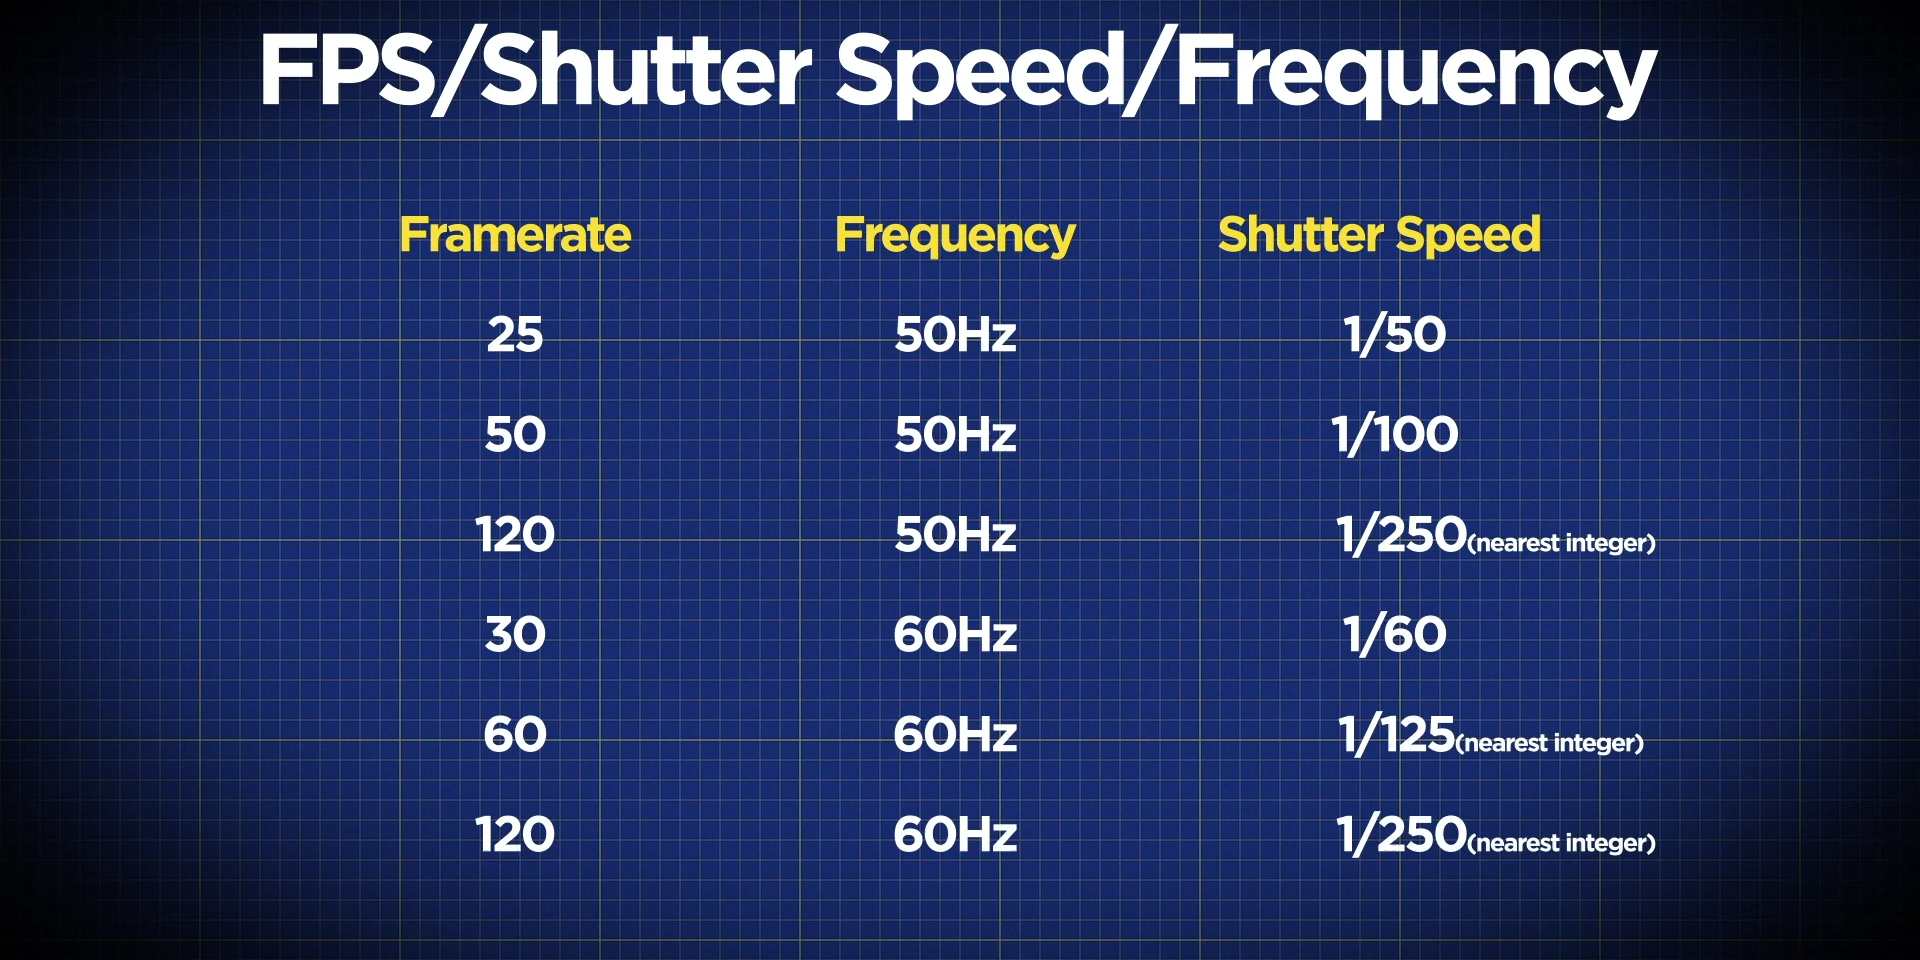 FPS/Shutter Speed/Frequency
Framerate Frequency Shutter Speed
25 50Hz 1/50
50 50Hz 1/100
120 50Hz 1/250(nearest integer)
30 60Hz 1/60
60 60Hz 1/125(nearest integer)
120 60Hz 1/250(nearest integer)